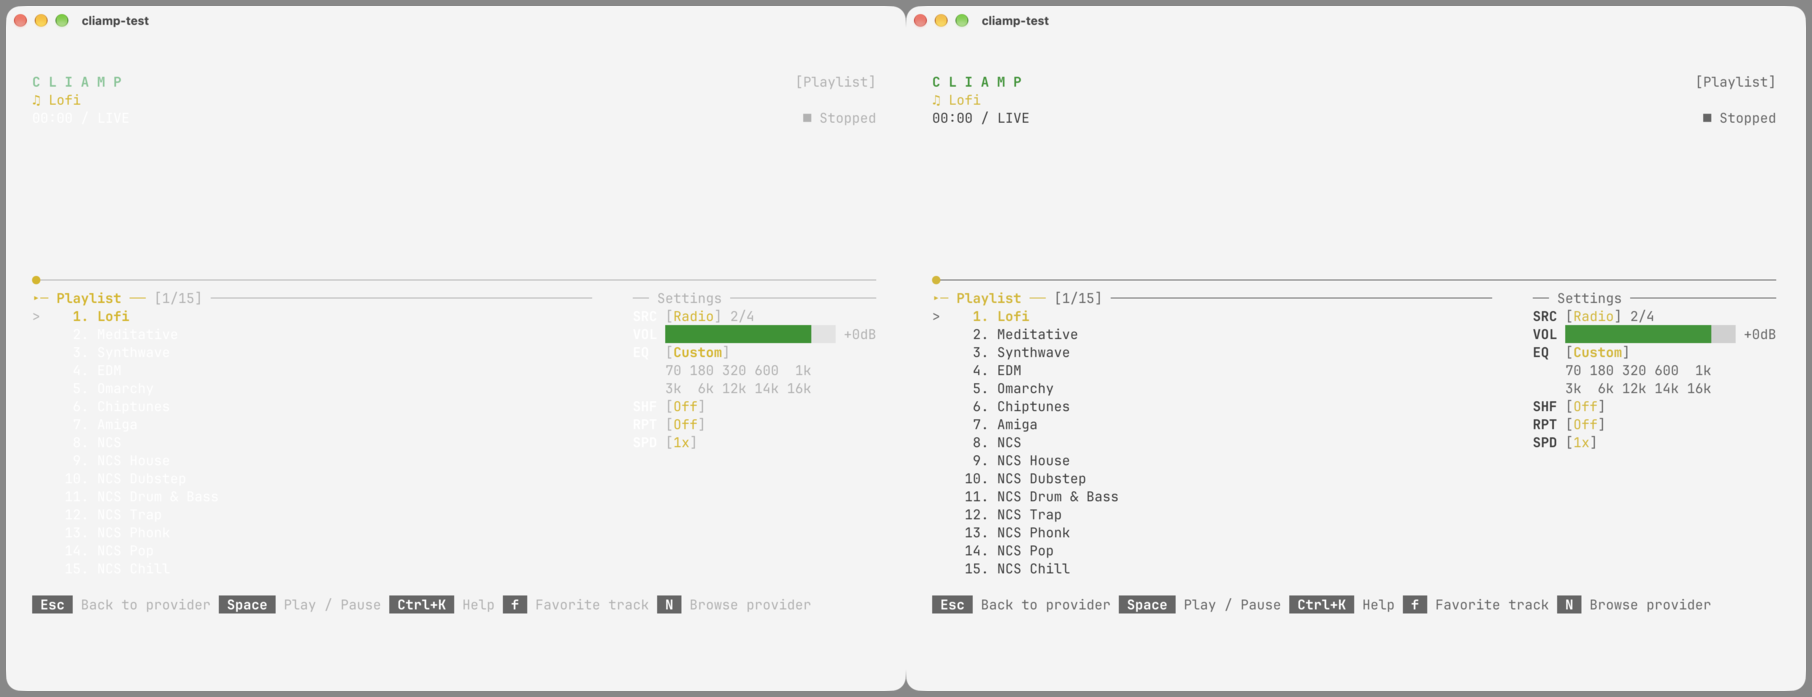 cliamp-test
C L I A M P [Playlist]
♫ Lofi
00:00 / LIVE ■ Stopped
▸─ Playlist ── [1/15] ── Settings
> 1. Lofi SRC [Radio] 2/4
2. Meditative VOL +0dB
3. Synthwave EQ [Custom]
4. EDM 70 180 320 600 1k
5. Omarchy 3k 6k 12k 14k 16k
6. Chiptunes SHF [Off]
7. Amiga RPT [Off]
8. NCS SPD [1x]
9. NCS House
10. NCS Dubstep
11. NCS Drum & Bass
12. NCS Trap
13. NCS Phonk
14. NCS Pop
15. NCS Chill
Esc Back to provider Space Play / Pause Ctrl+K Help f Favorite track N Browse provider
cliamp-test
C L I A M P [Playlist]
♫ Lofi
00:00 / LIVE ■ Stopped
▸─ Playlist ── [1/15] ── Settings
> 1. Lofi SRC [Radio] 2/4
2. Meditative VOL +0dB
3. Synthwave EQ [Custom]
4. EDM 70 180 320 600 1k
5. Omarchy 3k 6k 12k 14k 16k
6. Chiptunes SHF [Off]
7. Amiga RPT [Off]
8. NCS SPD [1x]
9. NCS House
10. NCS Dubstep
11. NCS Drum & Bass
12. NCS Trap
13. NCS Phonk
14. NCS Pop
15. NCS Chill
Esc Back to provider Space Play / Pause Ctrl+K Help f Favorite track N Browse provider